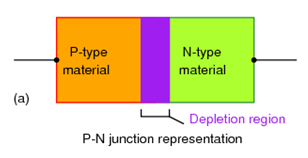 P-type
material
N-type
material
(a)
Depletion region
P-N junction representation